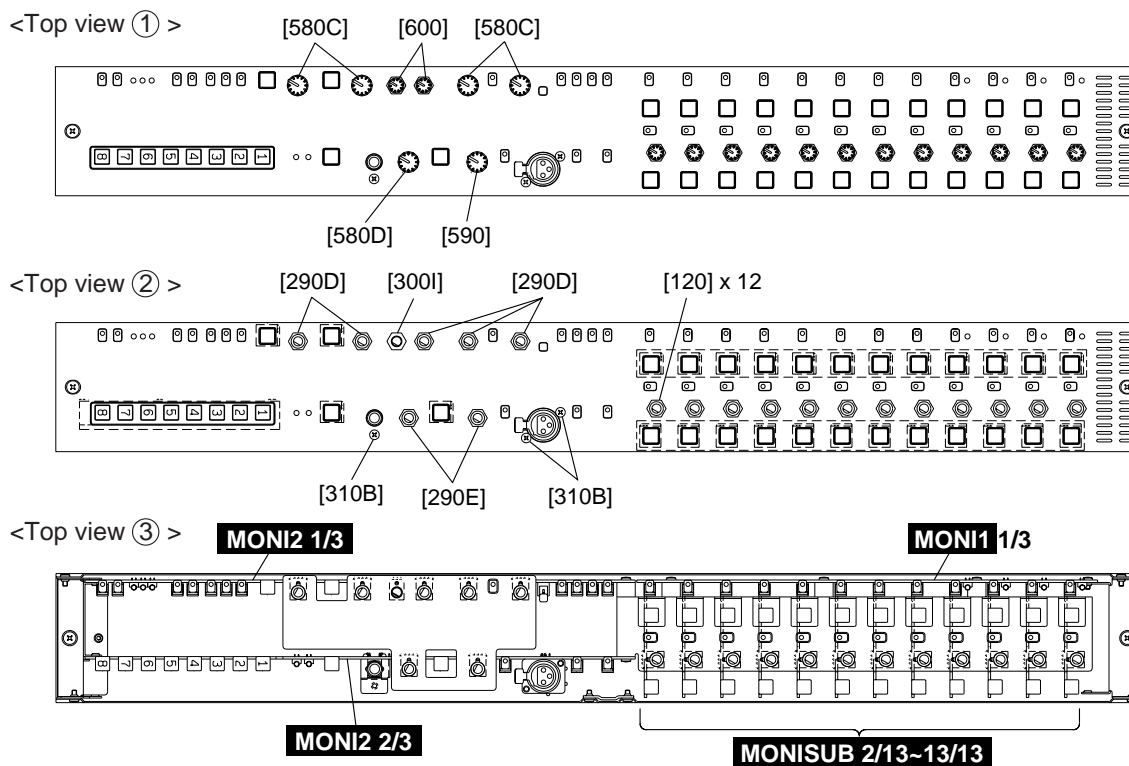 <Top view ① >
[580C] [600] [580C]
8 7 6 5 4 3 2 1
[580D] [590]
<Top view ② >
[290D] [300I] [290D] [120] x 12
8 7 6 5 4 3 2 1
[310B] [290E] [310B]
<Top view ③ >
MONI2 1/3 MONI1 1/3
8 7 6 5 4 3 2 1
MONI2 2/3 MONISUB 2/13~13/13